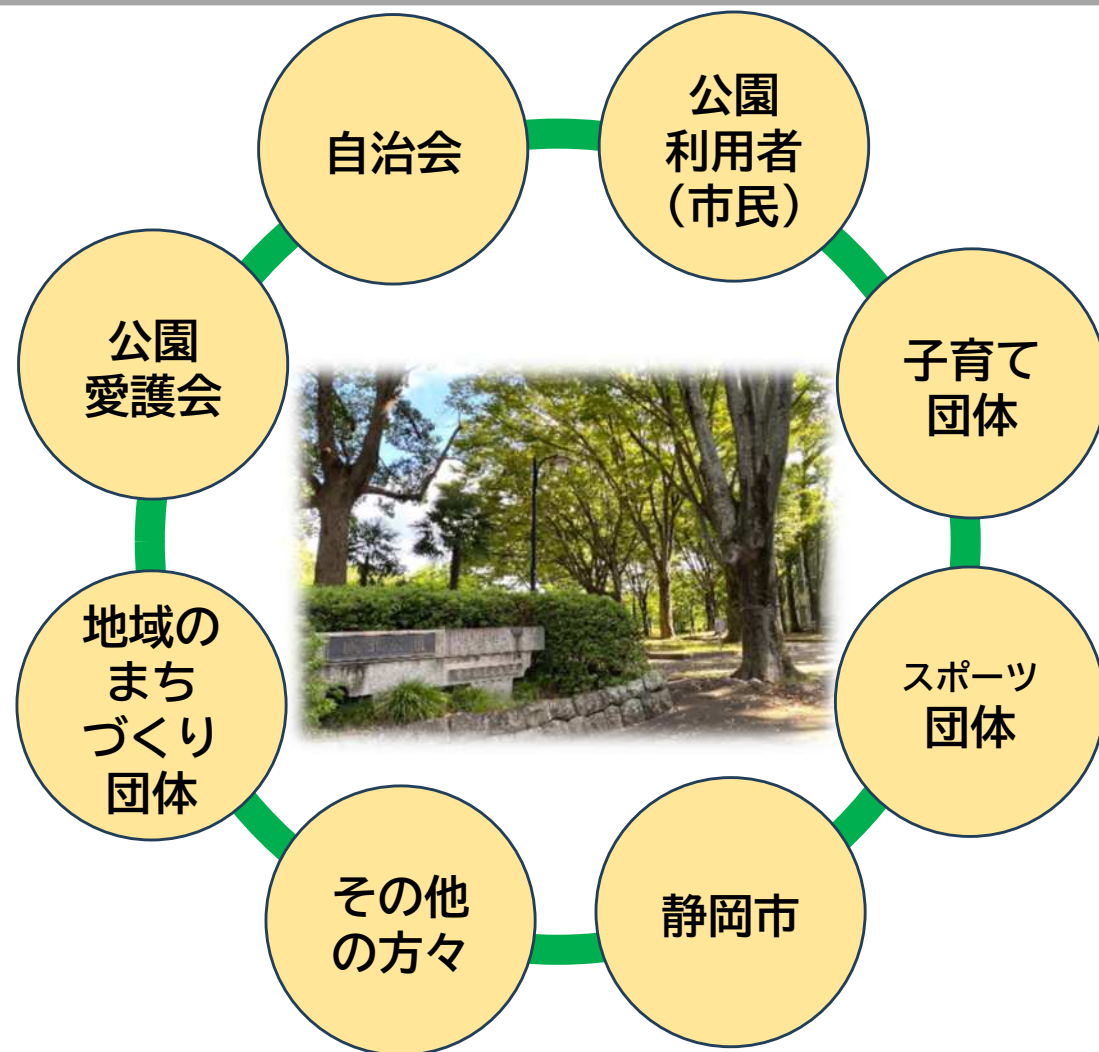 自治会
公園
利用者
（市民）
子育て
団体
スポーツ
団体
静岡市
その他
の方々
地域の
まち
づくり
団体
公園
愛護会